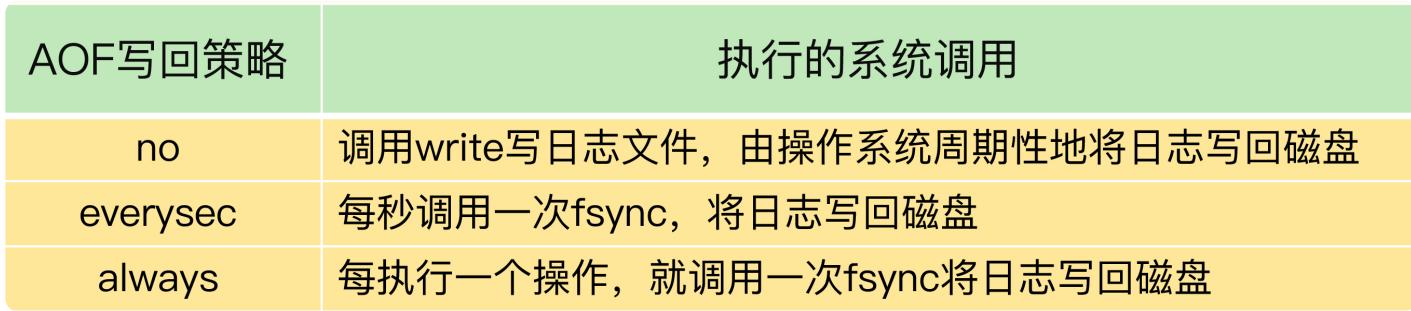 AOF写回策略 执行的系统调用
no 调用write写日志文件，由操作系统周期性地将日志写回磁盘
everysec 每秒调用一次fsync，将日志写回磁盘
always 每执行一个操作，就调用一次fsync将日志写回磁盘